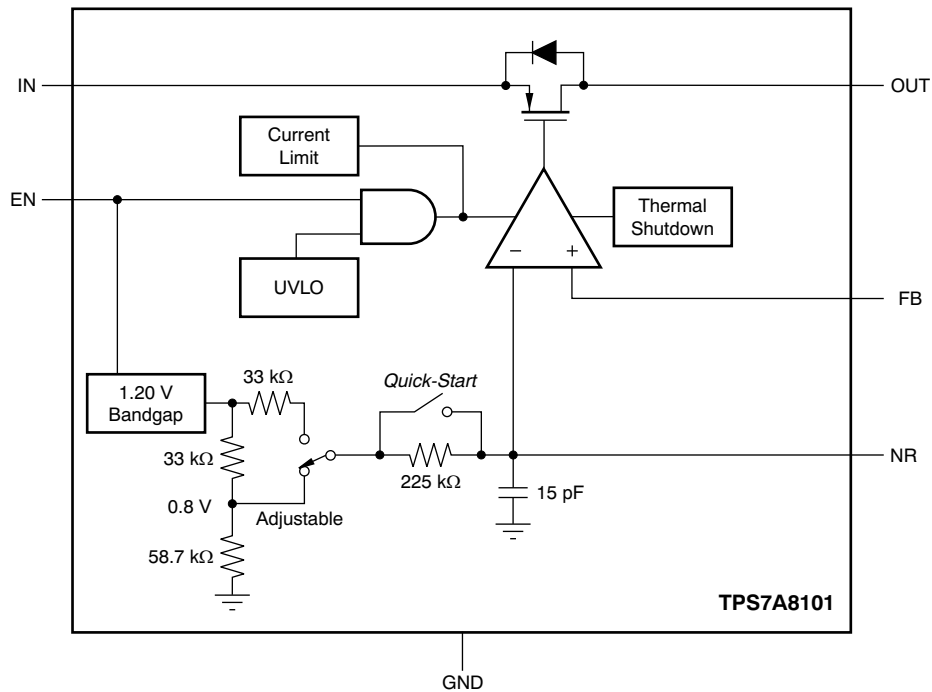 IN
OUT
Current
Limit
EN
Thermal
Shutdown
−
+
UVLO
FB
1.20 V
Bandgap
33 kΩ
Quick-Start
33 kΩ
225 kΩ
NR
0.8 V
Adjustable
15 pF
58.7 kΩ
TPS7A8101
GND